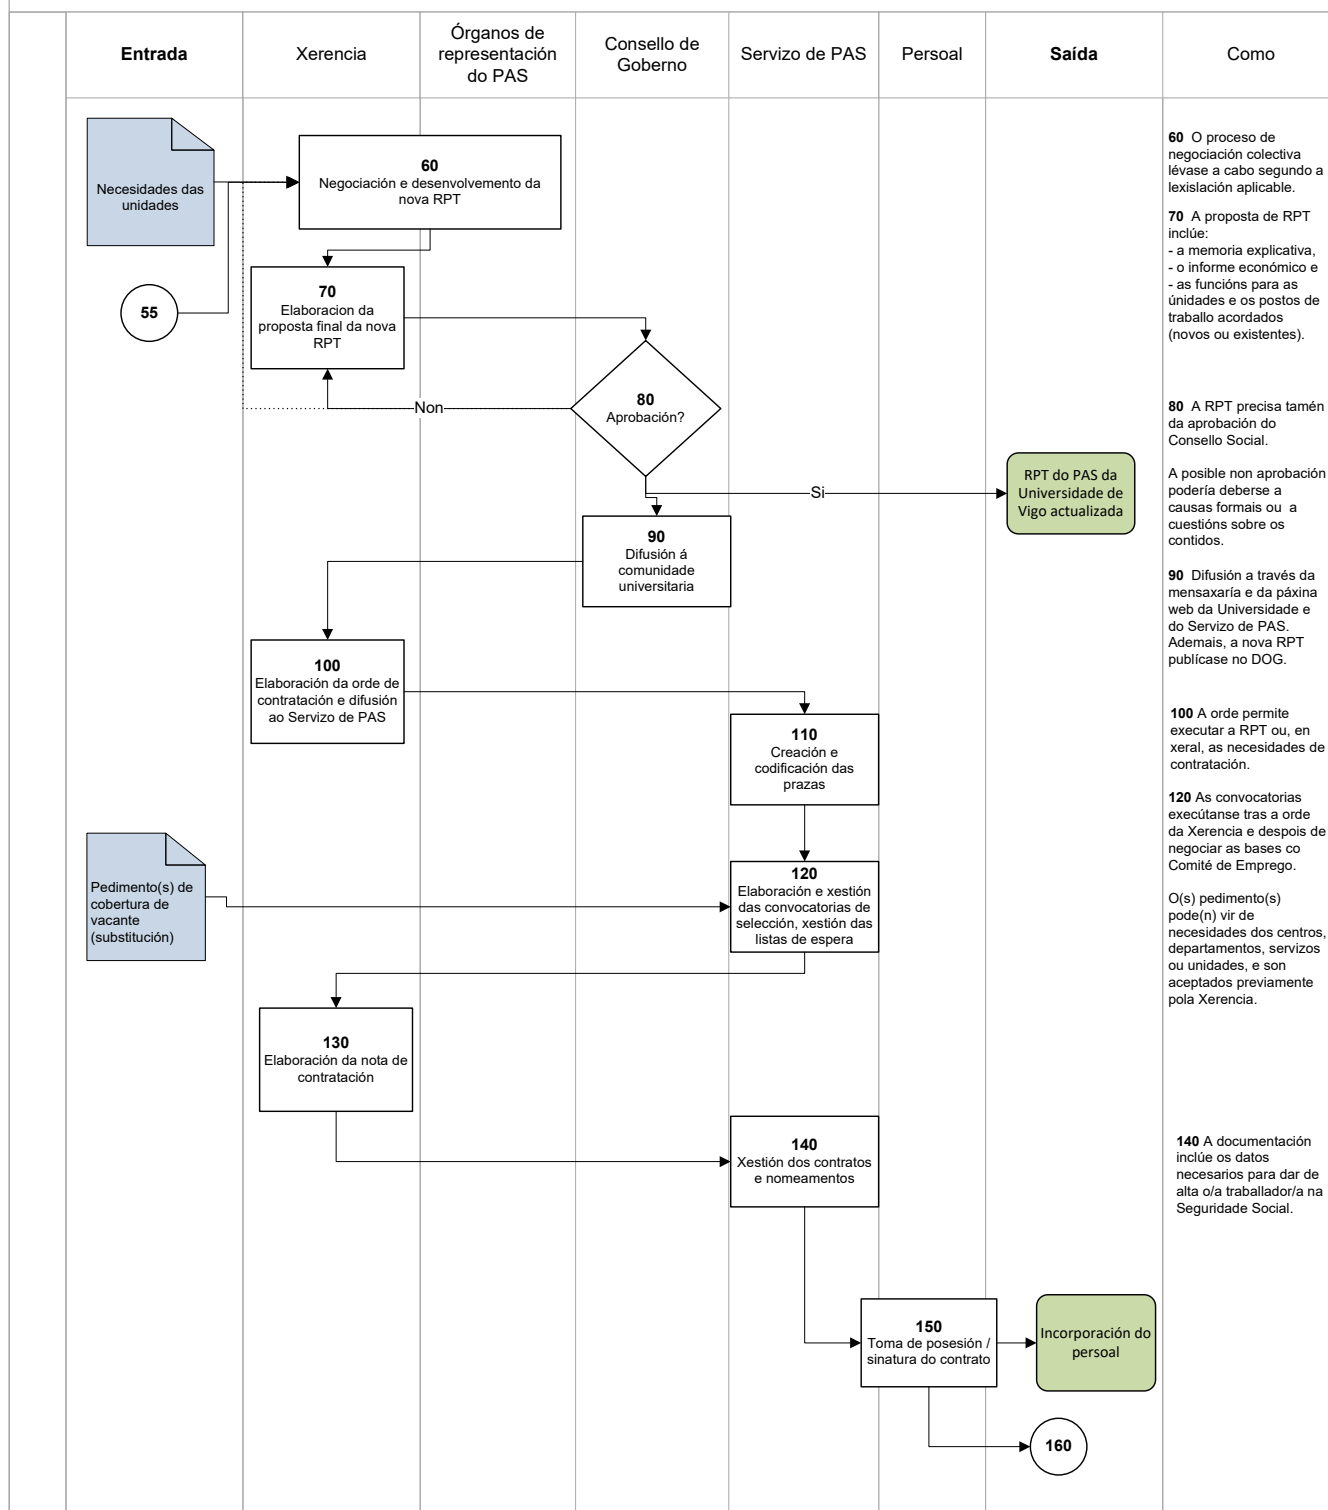 Entrada
Xerencia
Órganos de
representación
do PAS
Consello de
Goberno
Servizo de PAS
Persoal
Saída
Como
Necesidades das
unidades
55
60
Negociación e desenvolvemento da
nova RPT
70
Elaboracion da
proposta final da nova
RPT
80
Aprobación?
Non
Si
RPT do PAS da
Universidade de
Vigo actualizada
90
Difusión á
comunidade
universitaria
100
Elaboración da orde de
contratación e difusión
ao Servizo de PAS
110
Creación e
codificación das
prazas
Pedimento(s) de
cobertura de
vacante
(substitución)
120
Elaboración e xestión
das convocatorias de
selección, xestión das
listas de espera
130
Elaboración da nota de
contratación
140
Xestión dos contratos
e nomeamentos
150
Toma de posesión /
sinatura do contrato
Incorporación do
persoal
160
60 O proceso de
negociación colectiva
lévase a cabo segundo a
lexislación aplicable.
70 A proposta de RPT
inclúe:
- a memoria explicativa,
- o informe económico e
- as funcións para as
únidades e os postos de
traballo acordados
(novos ou existentes).
80 A RPT precisa tamén
da aprobación do
Consello Social.
A posible non aprobación
podería deberse a
causas formais ou a
cuestións sobre os
contidos.
90 Difusión a través da
mensaxaría e da páxina
web da Universidade e
do Servizo de PAS.
Ademais, a nova RPT
publícase no DOG.
100 A orde permite
executar a RPT ou, en
xeral, as necesidades de
contratación.
120 As convocatorias
execútanse tras a orde
da Xerencia e despois de
negociar as bases co
Comité de Emprego.
O(s) pedimento(s)
pode(n) vir de
necesidades dos centros,
departamentos, servizos
ou unidades, e son
aceptados previamente
pola Xerencia.
140 A documentación
inclúe os datos
necesarios para dar de
alta o/a traballador/a na
Seguridade Social.